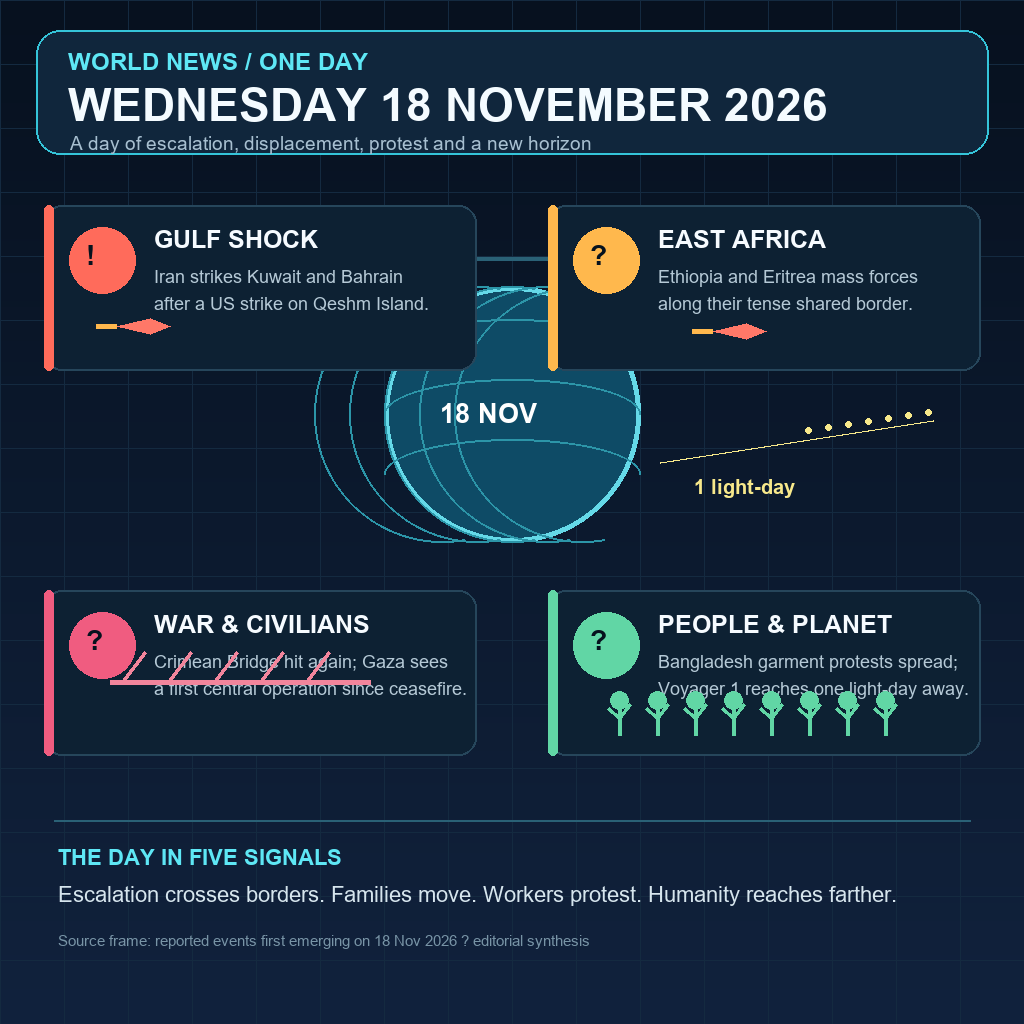 WORLD NEWS / ONE DAY
WEDNESDAY 18 NOVEMBER 2026
A day of escalation, displacement, protest and a new horizon
!
GULF SHOCK
Iran strikes Kuwait and Bahrain
after a US strike on Qeshm Island.
?
EAST AFRICA
Ethiopia and Eritrea mass forces
along their tense shared border.
18 NOV
1 light-day
?
WAR & CIVILIANS
Crimean Bridge hit again; Gaza sees
a first central operation since ceasefire.
?
PEOPLE & PLANET
Bangladesh garment protests spread;
Voyager 1 reaches one light-day away.
THE DAY IN FIVE SIGNALS
Escalation crosses borders. Families move. Workers protest. Humanity reaches farther.
Source frame: reported events first emerging on 18 Nov 2026 ? editorial synthesis